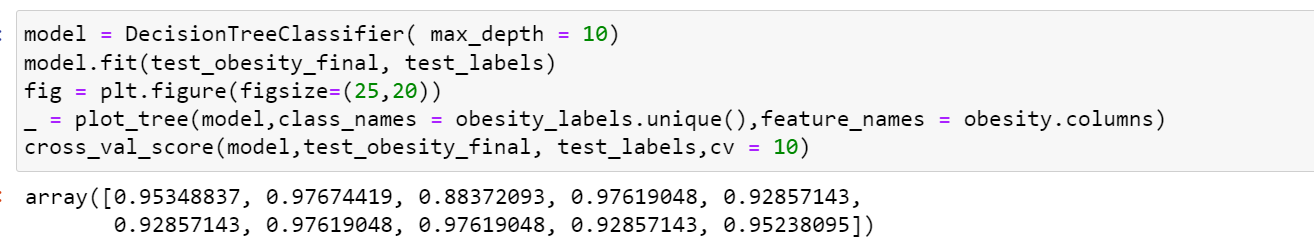 model = DecisionTreeClassifier( max_depth = 10)
model.fit(test_obesity_final, test_labels)
fig = plt.figure(figsize=(25,20))
_ = plot_tree(model,class_names = obesity_labels.unique(),feature_names = obesity.columns)
cross_val_score(model,test_obesity_final, test_labels,cv = 10)
array([0.95348837, 0.97674419, 0.88372093, 0.97619048, 0.92857143,
0.92857143, 0.97619048, 0.97619048, 0.92857143, 0.95238095])